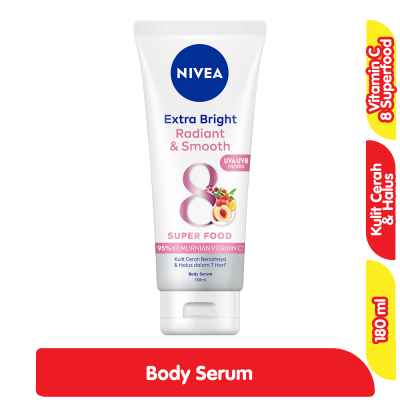 NIVEA
Extra Bright
Radiant
& Smooth
UVA UVB
FILTERS
8
SUPER FOOD
95% KEMURNIAN VITAMIN C*
Kulit Cerah Bercahaya
& Halus dalam 7 Hari*
Body Serum
180ml
Vitamin C,
8 Superfood
Kulit Cerah
& Halus
180 ml
Body Serum